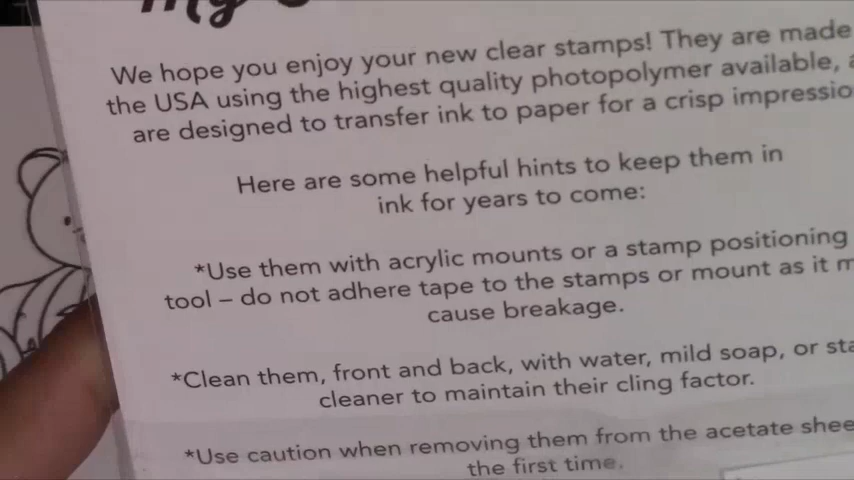 My
We hope you enjoy your new clear stamps! They are made
the USA using the highest quality photopolymer available,
are designed to transfer ink to paper for a crisp
Here are some helpful hints to keep them in
ink for years to come:
*Use them with acrylic mounts or a stamp positioning
tool – do not adhere tape to the stamps or mount as it
cause breakage.
*Clean them, front and back, with water, mild soap, or
cleaner to maintain their cling factor.
*Use caution when removing them from the acetate
the first time.